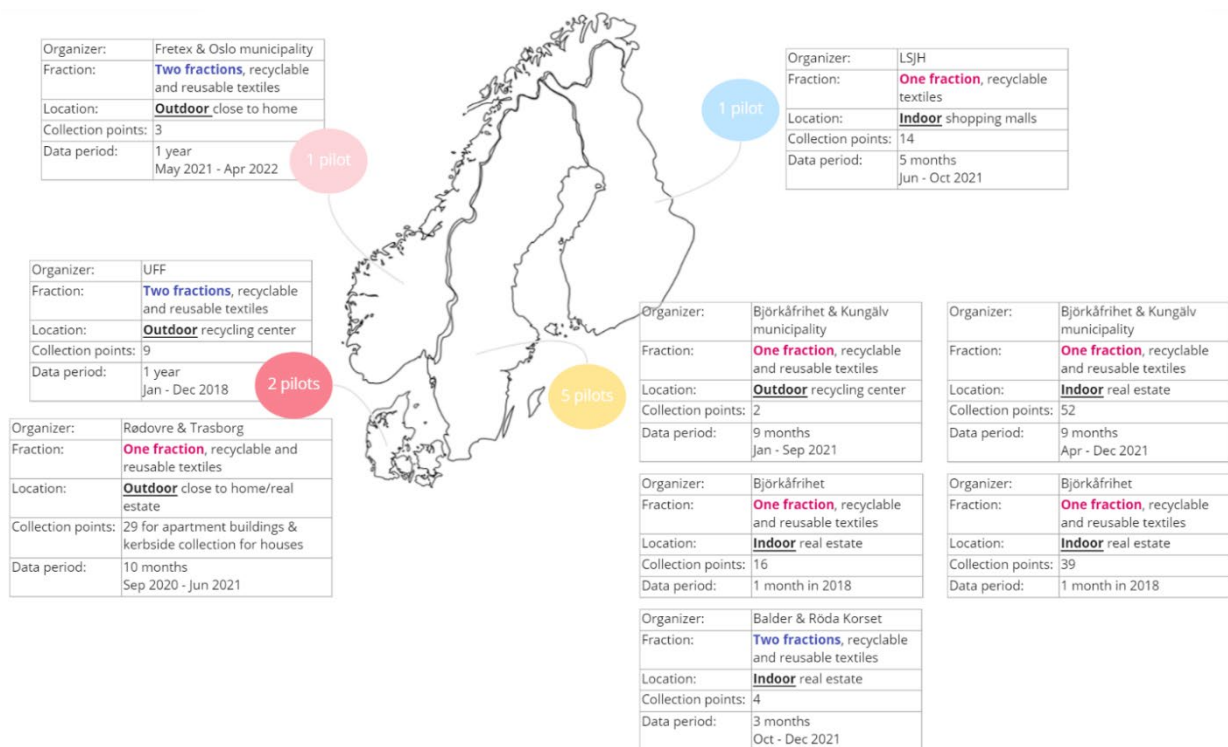 Organizer: Fretex & Oslo municipality
Fraction: Two fractions, recyclable
and reusable textiles
Location: Outdoor close to home
Collection points: 3
Data period: 1 year
May 2021 - Apr 2022
1 pilot
1 pilot
Organizer: LSJH
Fraction: One fraction, recyclable
textiles
Location: Indoor shopping malls
Collection points: 14
Data period: 5 months
Jun - Oct 2021
Organizer: UFF
Fraction: Two fractions, recyclable
and reusable textiles
Location: Outdoor recycling center
Collection points: 9
Data period: 1 year
Jan - Dec 2018
2 pilots
Organizer: Rødovre & Trasborg
Fraction: One fraction, recyclable and
reusable textiles
Location: Outdoor close to home/real
estate
Collection points: 29 for apartment buildings &
kerbside collection for houses
Data period: 10 months
Sep 2020 - Jun 2021
5 pilots
Organizer: Björkåfrihet & Kungälv
municipality
Fraction: One fraction, recyclable
and reusable textiles
Location: Outdoor recycling center
Collection points: 2
Data period: 9 months
Jan - Sep 2021
Organizer: Björkåfrihet & Kungälv
municipality
Fraction: One fraction, recyclable
and reusable textiles
Location: Indoor real estate
Collection points: 52
Data period: 9 months
Apr - Dec 2021
Organizer: Björkåfrihet
Fraction: One fraction, recyclable
and reusable textiles
Location: Indoor real estate
Collection points: 16
Data period: 1 month in 2018
Organizer: Björkåfrihet
Fraction: One fraction, recyclable
and reusable textiles
Location: Indoor real estate
Collection points: 39
Data period: 1 month in 2018
Organizer: Balder & Röda Korset
Fraction: Two fractions, recyclable
and reusable textiles
Location: Indoor real estate
Collection points: 4
Data period: 3 months
Oct - Dec 2021